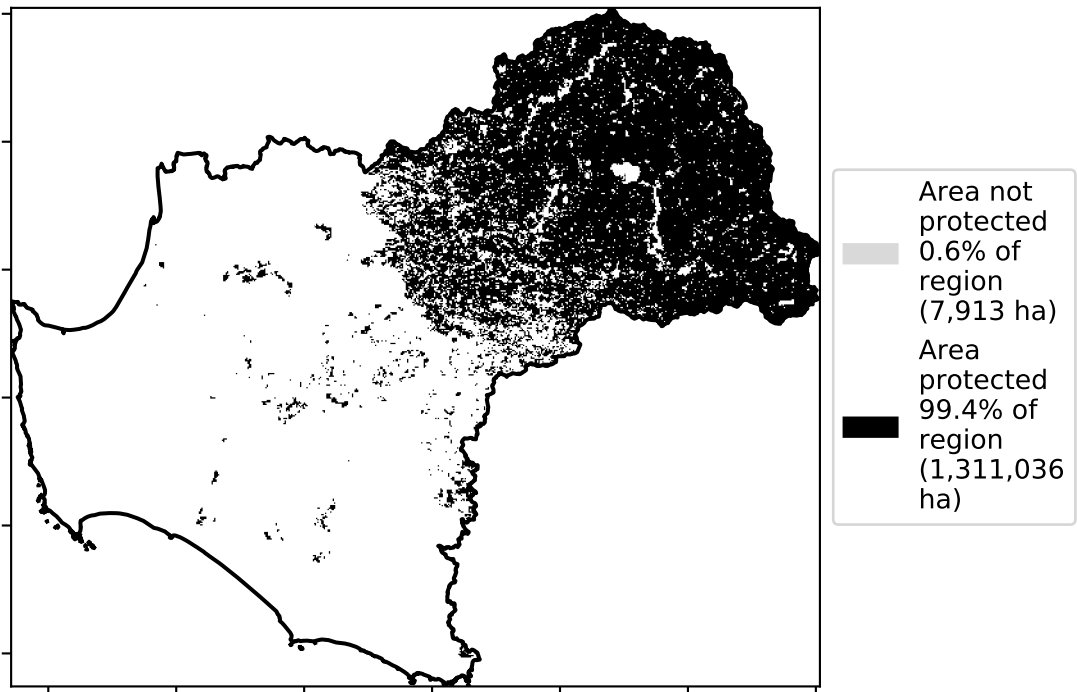 Area not
protected
0.6% of
region
(7,913 ha)
Area
protected
99.4% of
region
(1,311,036
ha)